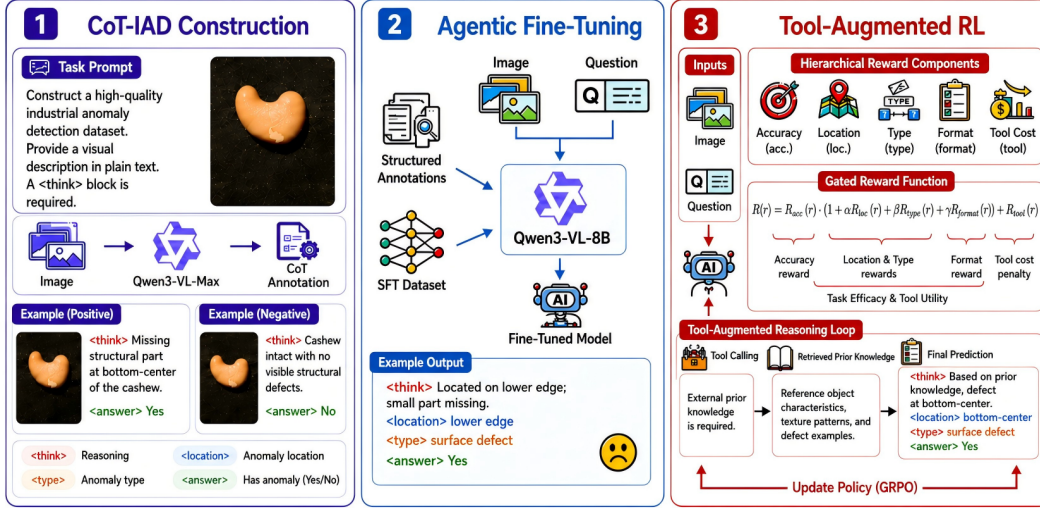 1 CoT-IAD Construction
Task Prompt
Construct a high-quality
industrial anomaly
detection dataset.
Provide a visual
description in plain text.
A <think> block is
required.
Image
Qwen3-VL-Max
CoT
Annotation
Example (Positive)
<think> Missing
structural part
at bottom-center
of the cashew.
<answer> Yes
Example (Negative)
<think> Cashew
intact with no
visible structural
defects.
<answer> No
<think> Reasoning
<location> Anomaly location
<type> Anomaly type
<answer> Has anomaly (Yes/No)
2 Agentic Fine-Tuning
Image
Question
Q
Structured
Annotations
SFT Dataset
Qwen3-VL-8B
AI
Fine-Tuned Model
Example Output
<think> Located on lower edge;
small part missing.
<location> lower edge
<type> surface defect
<answer> Yes
3 Tool-Augmented RL
Inputs
Image
Q
Question
AI
Hierarchical Reward Components
TYPE
? ?
$
Accuracy
(acc.)
Location
(loc.)
Type
(type)
Format
(format)
Tool Cost
(tool)
Gated Reward Function
R(r) = R_acc(r) · (1 + αR_loc(r) + βR_type(r) + γR_format(r)) + R_tool(r)
Accuracy
reward
Location & Type
rewards
Format
reward
Tool cost
penalty
Task Efficacy & Tool Utility
Tool-Augmented Reasoning Loop
Tool Calling
Retrieved Prior Knowledge
Final Prediction
External prior
knowledge
is required.
Reference object
characteristics,
texture patterns, and
defect examples.
<think> Based on prior
knowledge, defect
at bottom-center.
<location> bottom-center
<type> surface defect
<answer> Yes
Update Policy (GRPO)